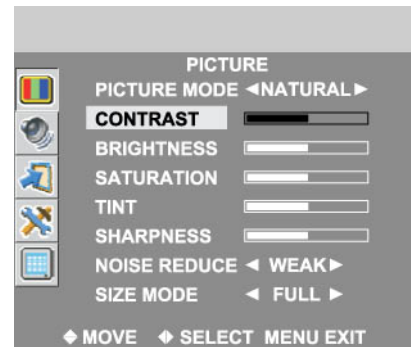 PICTURE
PICTURE MODE ◄NATURAL►
CONTRAST
BRIGHTNESS
SATURATION
TINT
SHARPNESS
NOISE REDUCE ◄ WEAK►
SIZE MODE ◄ FULL ►
MOVE SELECT MENU EXIT